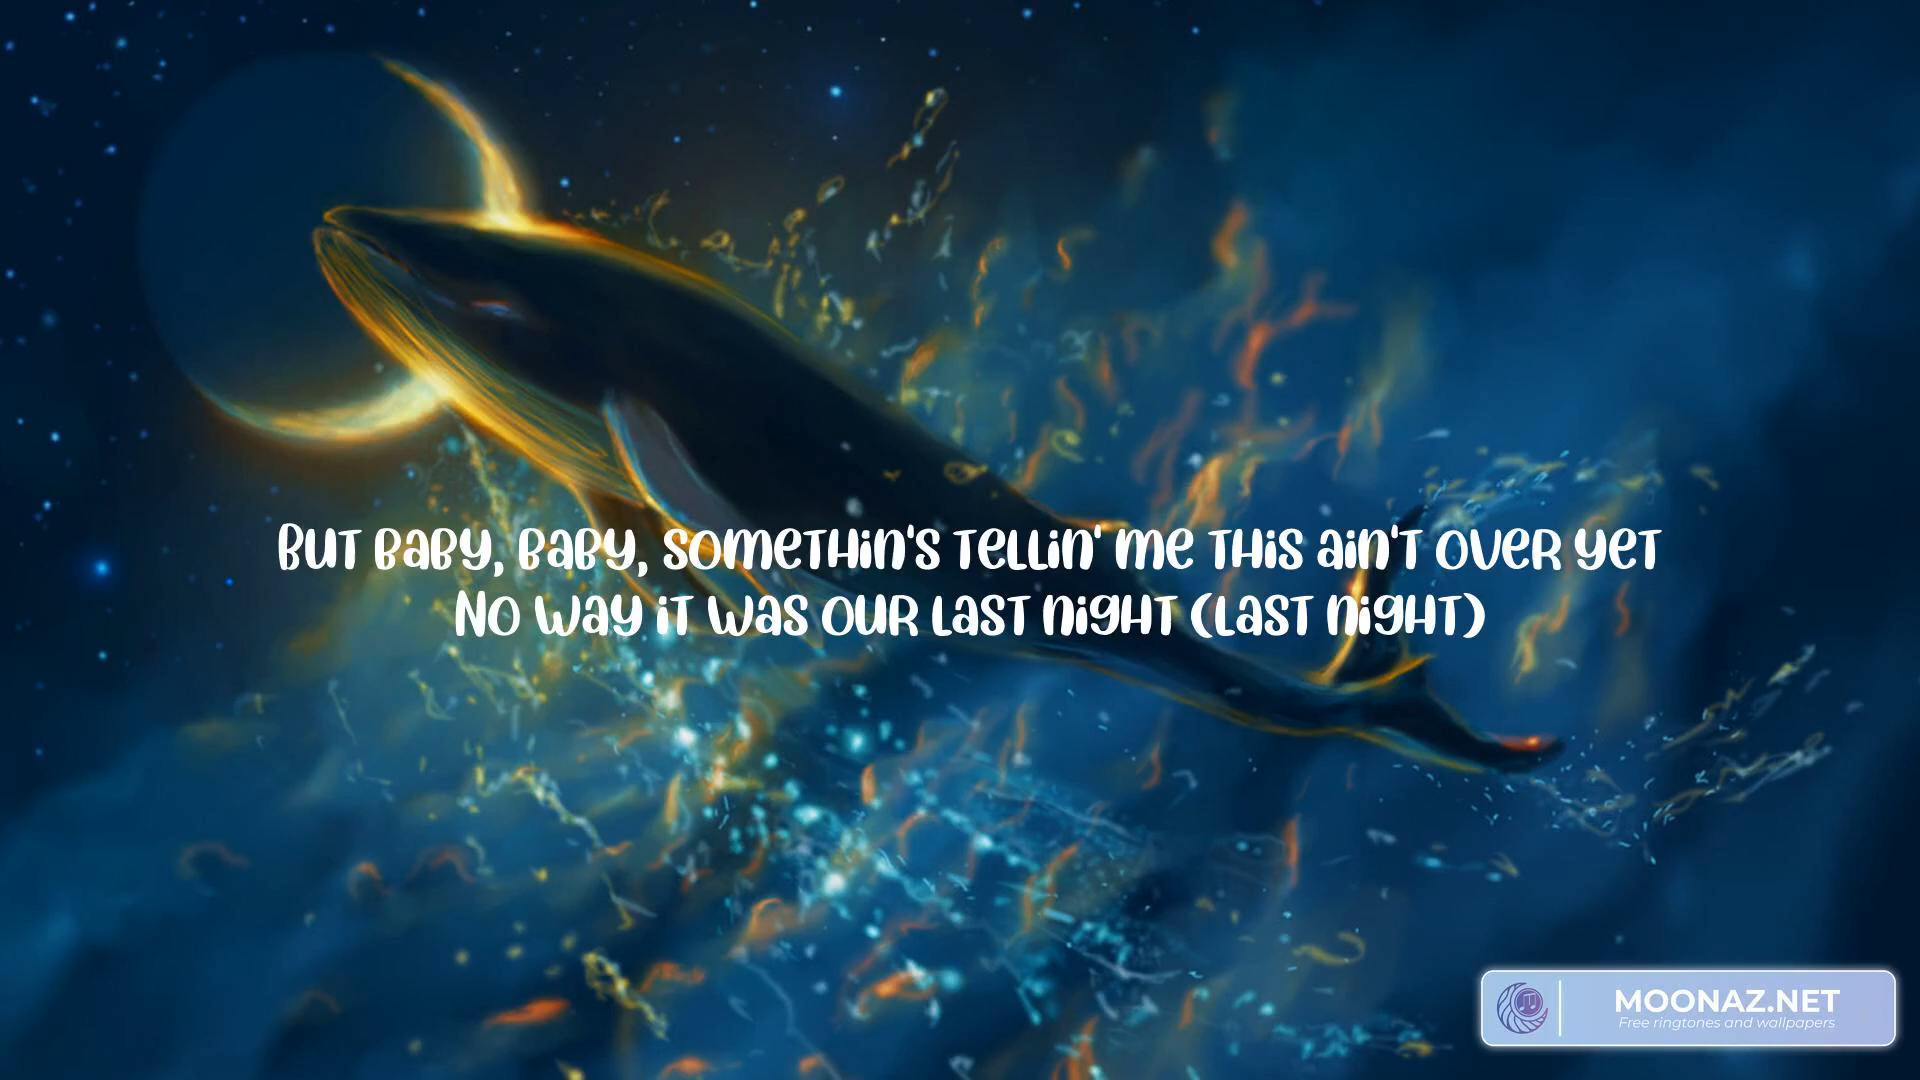 But baby, baby, somethin's tellin' me this ain't over yet
No way it was our last night (last night)
MOONAZ.NET
Free ringtones and wallpapers